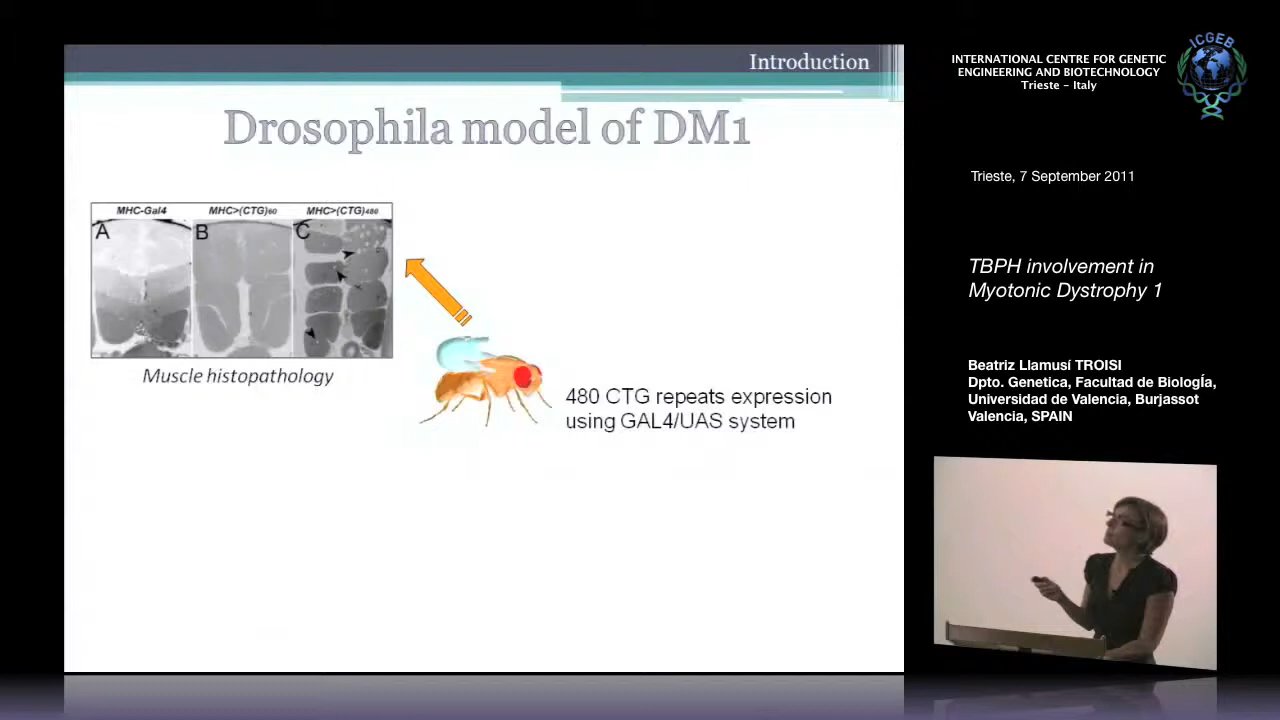 Introduction
Drosophila model of DM1
MHC-Gal4 MHC>(CTG)60 MHC>(CTG)480
A B C
Muscle histopathology
480 CTG repeats expression
using GAL4/UAS system
INTERNATIONAL CENTRE FOR GENETIC
ENGINEERING AND BIOTECHNOLOGY
Trieste - Italy
ICGEB
Trieste, 7 September 2011
TBPH involvement in
Myotonic Dystrophy 1
Beatriz Llamusí TROISI
Dpto. Genetica, Facultad de BiologÍa,
Universidad de Valencia, Burjassot
Valencia, SPAIN